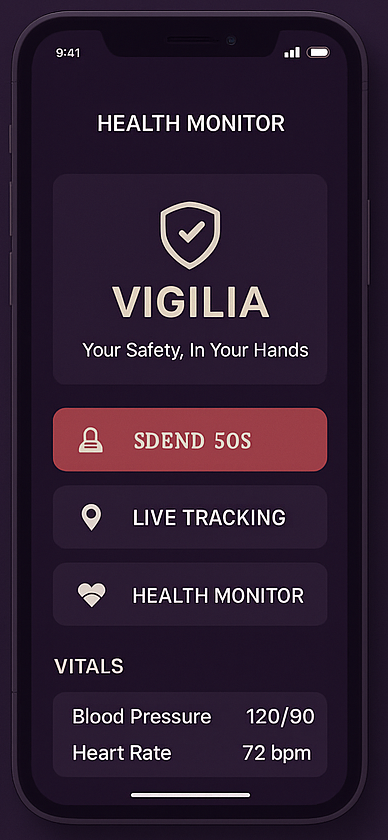 9:41
HEALTH MONITOR
VIGILIA
Your Safety, In Your Hands
SDEND 50S
LIVE TRACKING
HEALTH MONITOR
VITALS
Blood Pressure 120/90
Heart Rate 72 bpm